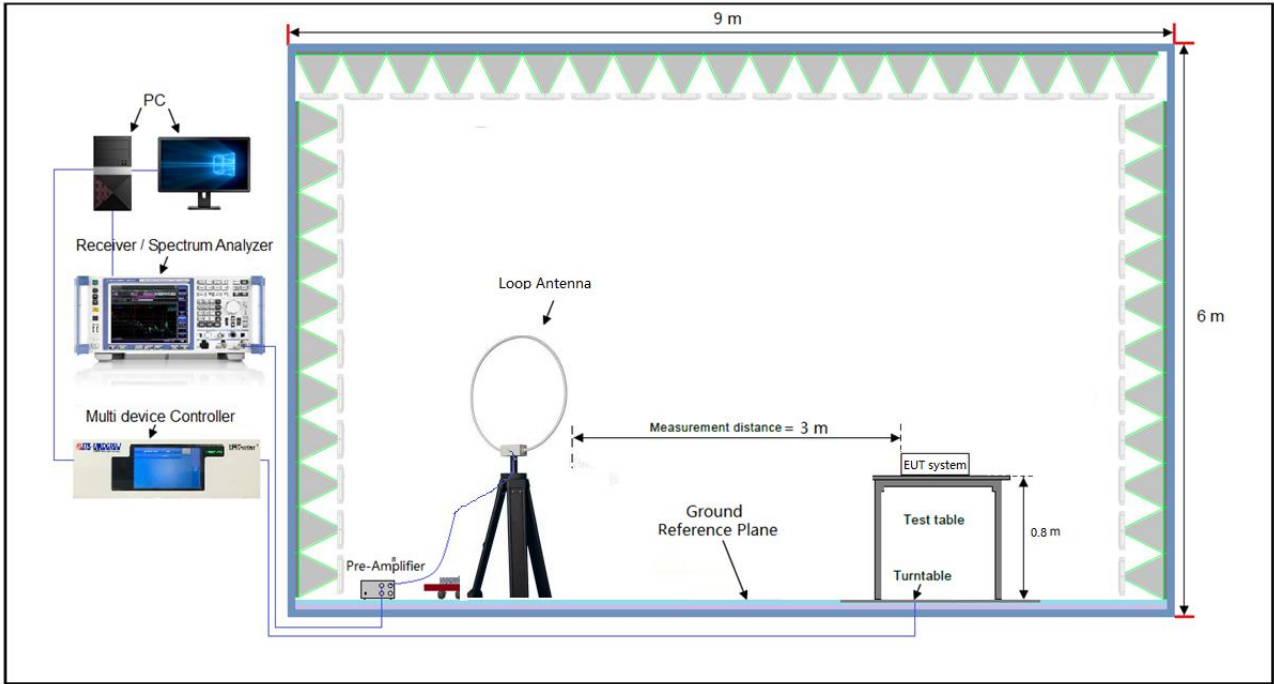 9 m
PC
Receiver / Spectrum Analyzer
Loop Antenna
6 m
Multi device Controller
Measurement distance = 3 m
EUT system
Ground
Reference Plane
Test table
0.8 m
Pre-Amplifier
Turntable